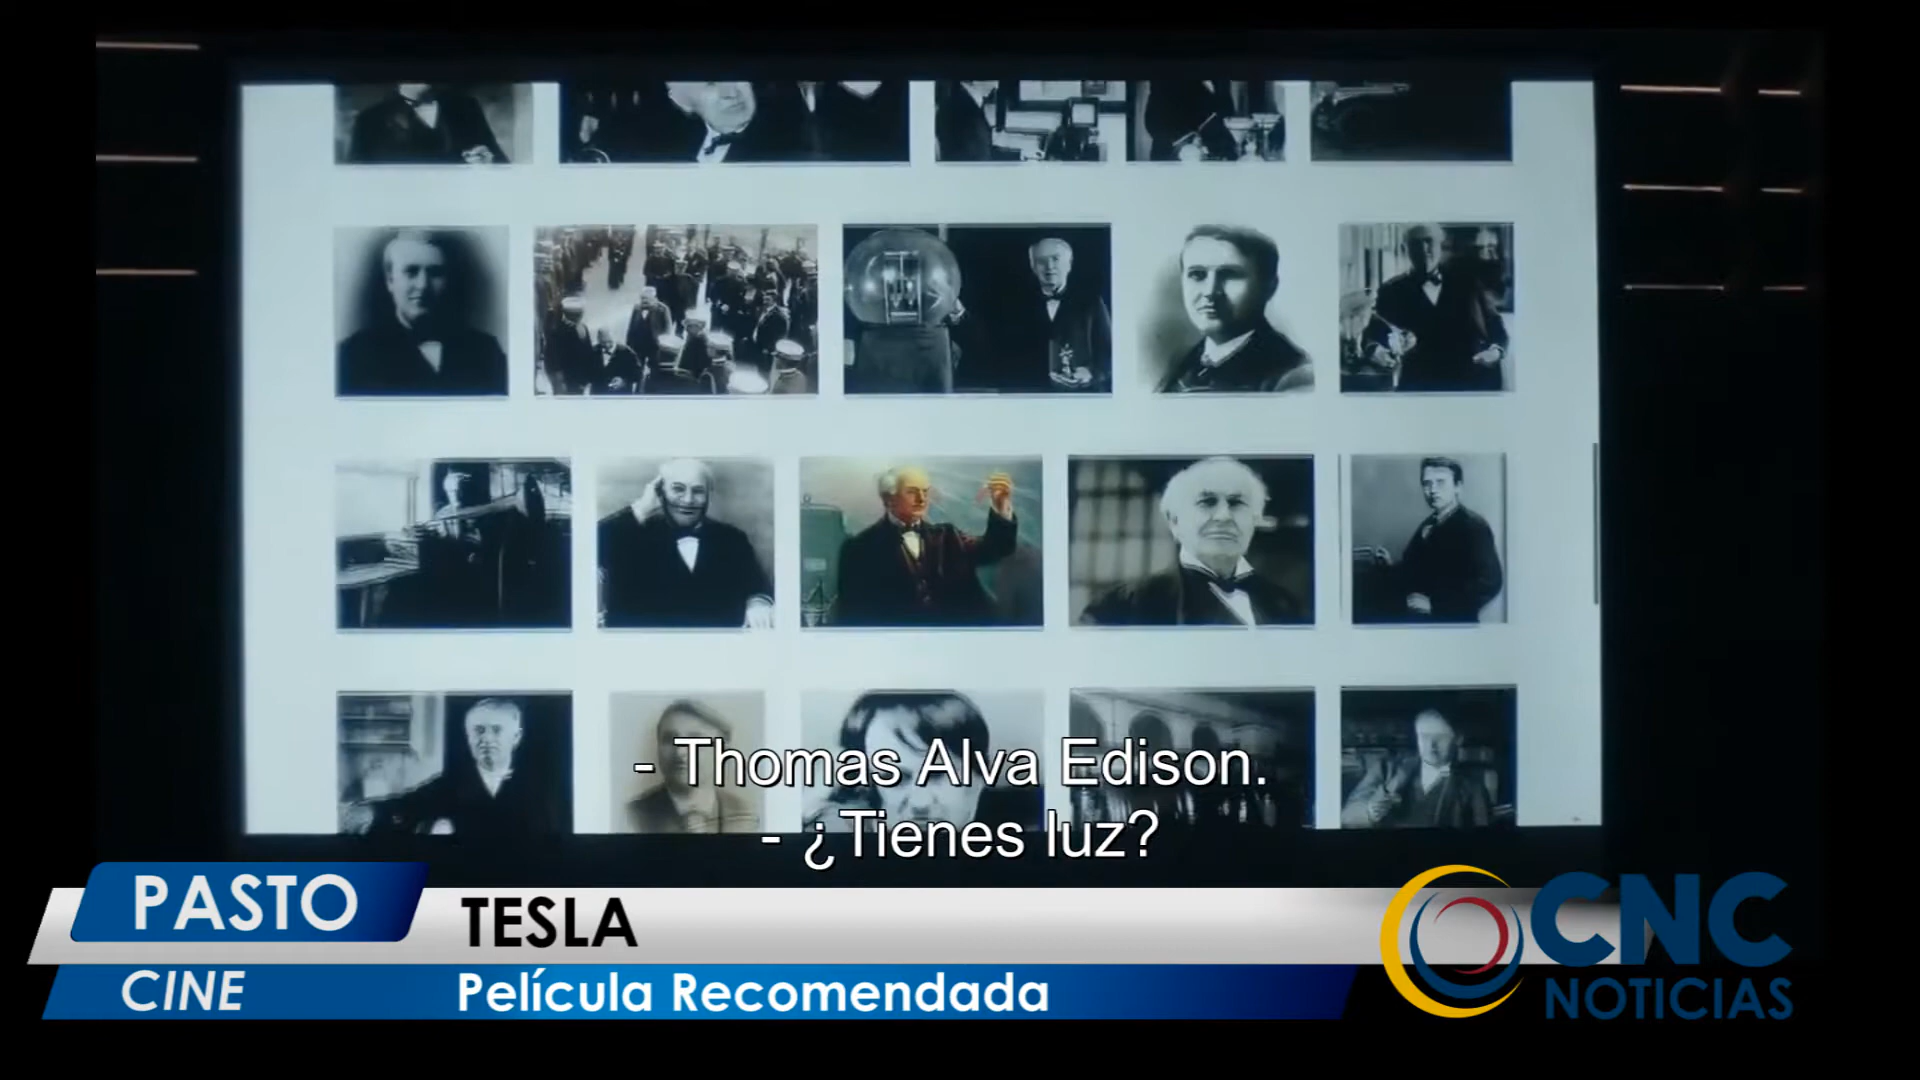 - Thomas Alva Edison.
- ¿Tienes luz?
PASTO
TESLA
CINE
Película Recomendada
CNC
NOTICIAS